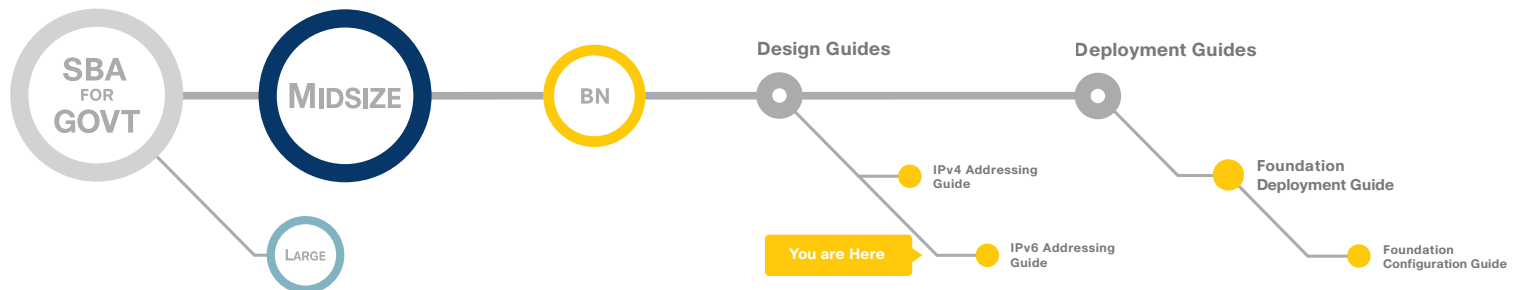 SBA
FOR
GOVT
MIDSIZE
LARGE
BN
Design Guides
IPv4 Addressing
Guide
You are Here
IPv6 Addressing
Guide
Deployment Guides
Foundation
Deployment Guide
Foundation
Configuration Guide